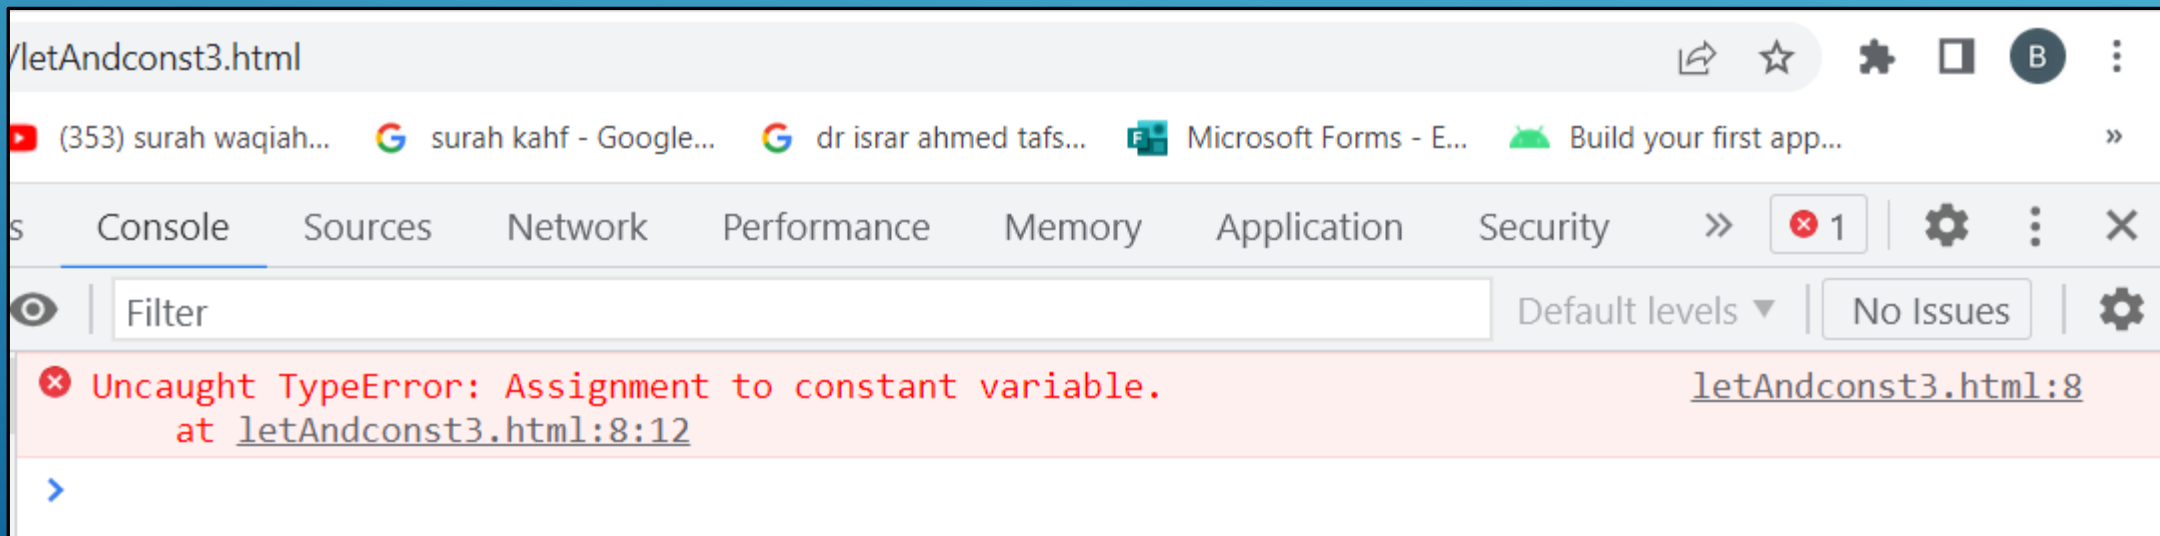 /letAndconst3.html
B
(353) surah waqiah... surah kahf - Google... dr israr ahmed tafs... Microsoft Forms - E... Build your first app... »
s Console Sources Network Performance Memory Application Security » 1
Filter Default levels ▼ No Issues
Uncaught TypeError: Assignment to constant variable. letAndconst3.html:8
at letAndconst3.html:8:12
>